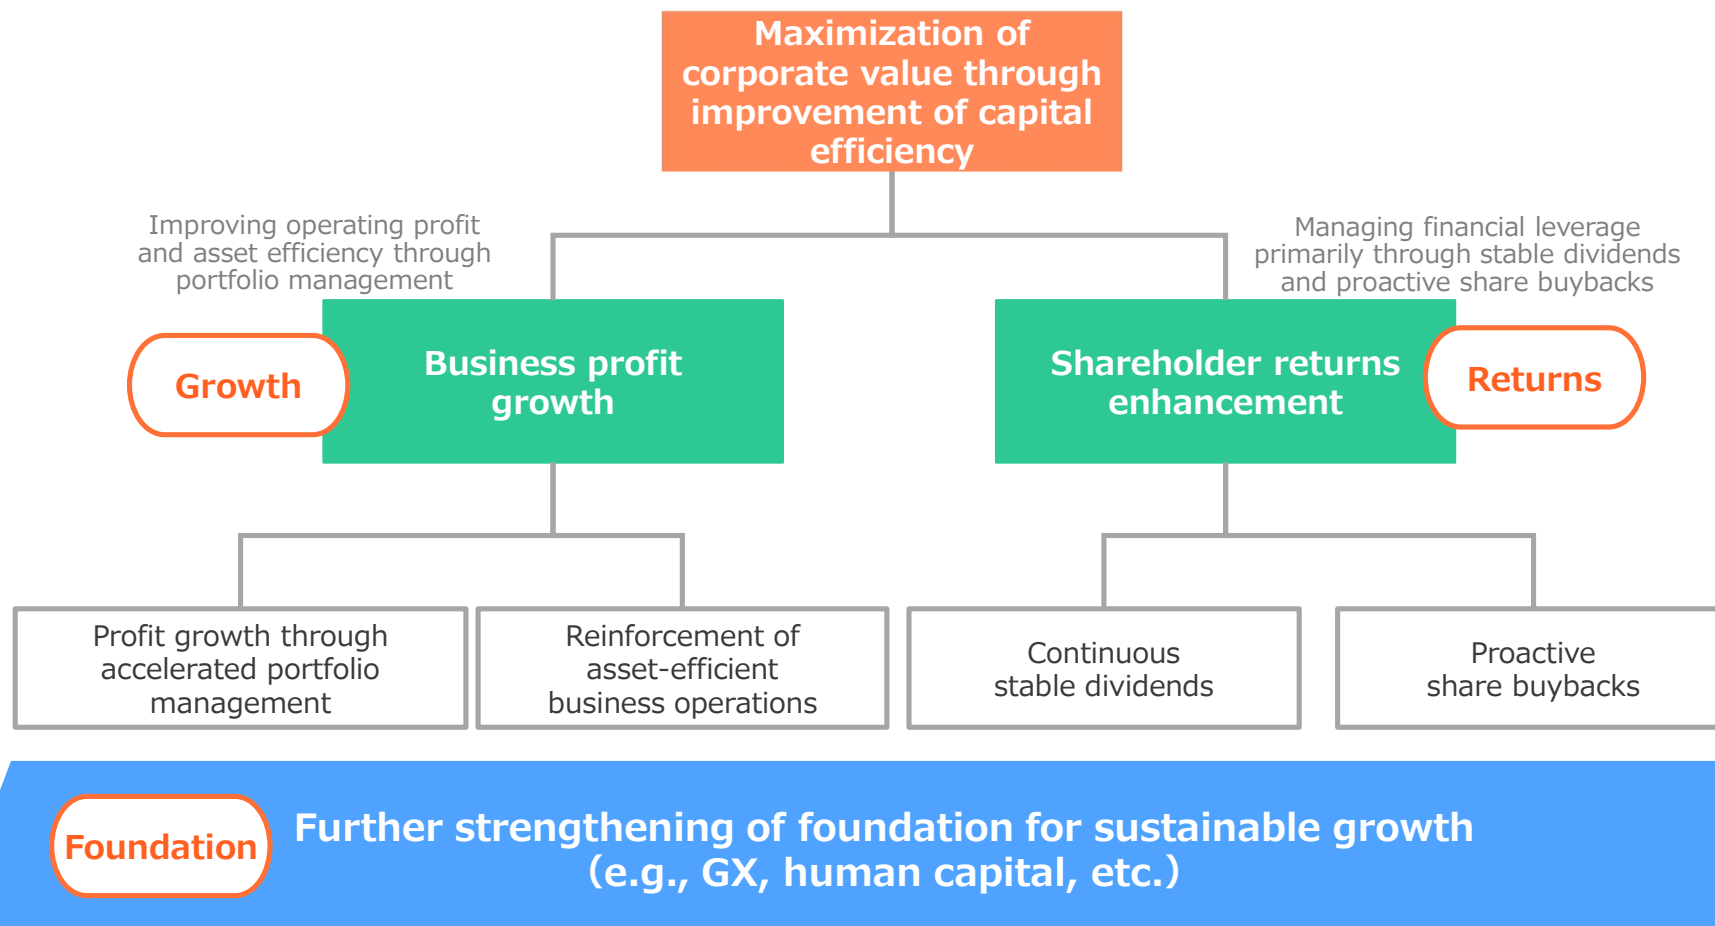 Maximization of
corporate value through
improvement of capital
efficiency
Improving operating profit
and asset efficiency through
portfolio management
Managing financial leverage
primarily through stable dividends
and proactive share buybacks
Growth
Business profit
growth
Shareholder returns
enhancement
Returns
Profit growth through
accelerated portfolio
management
Reinforcement of
asset-efficient
business operations
Continuous
stable dividends
Proactive
share buybacks
Foundation
Further strengthening of foundation for sustainable growth
(e.g., GX, human capital, etc.)